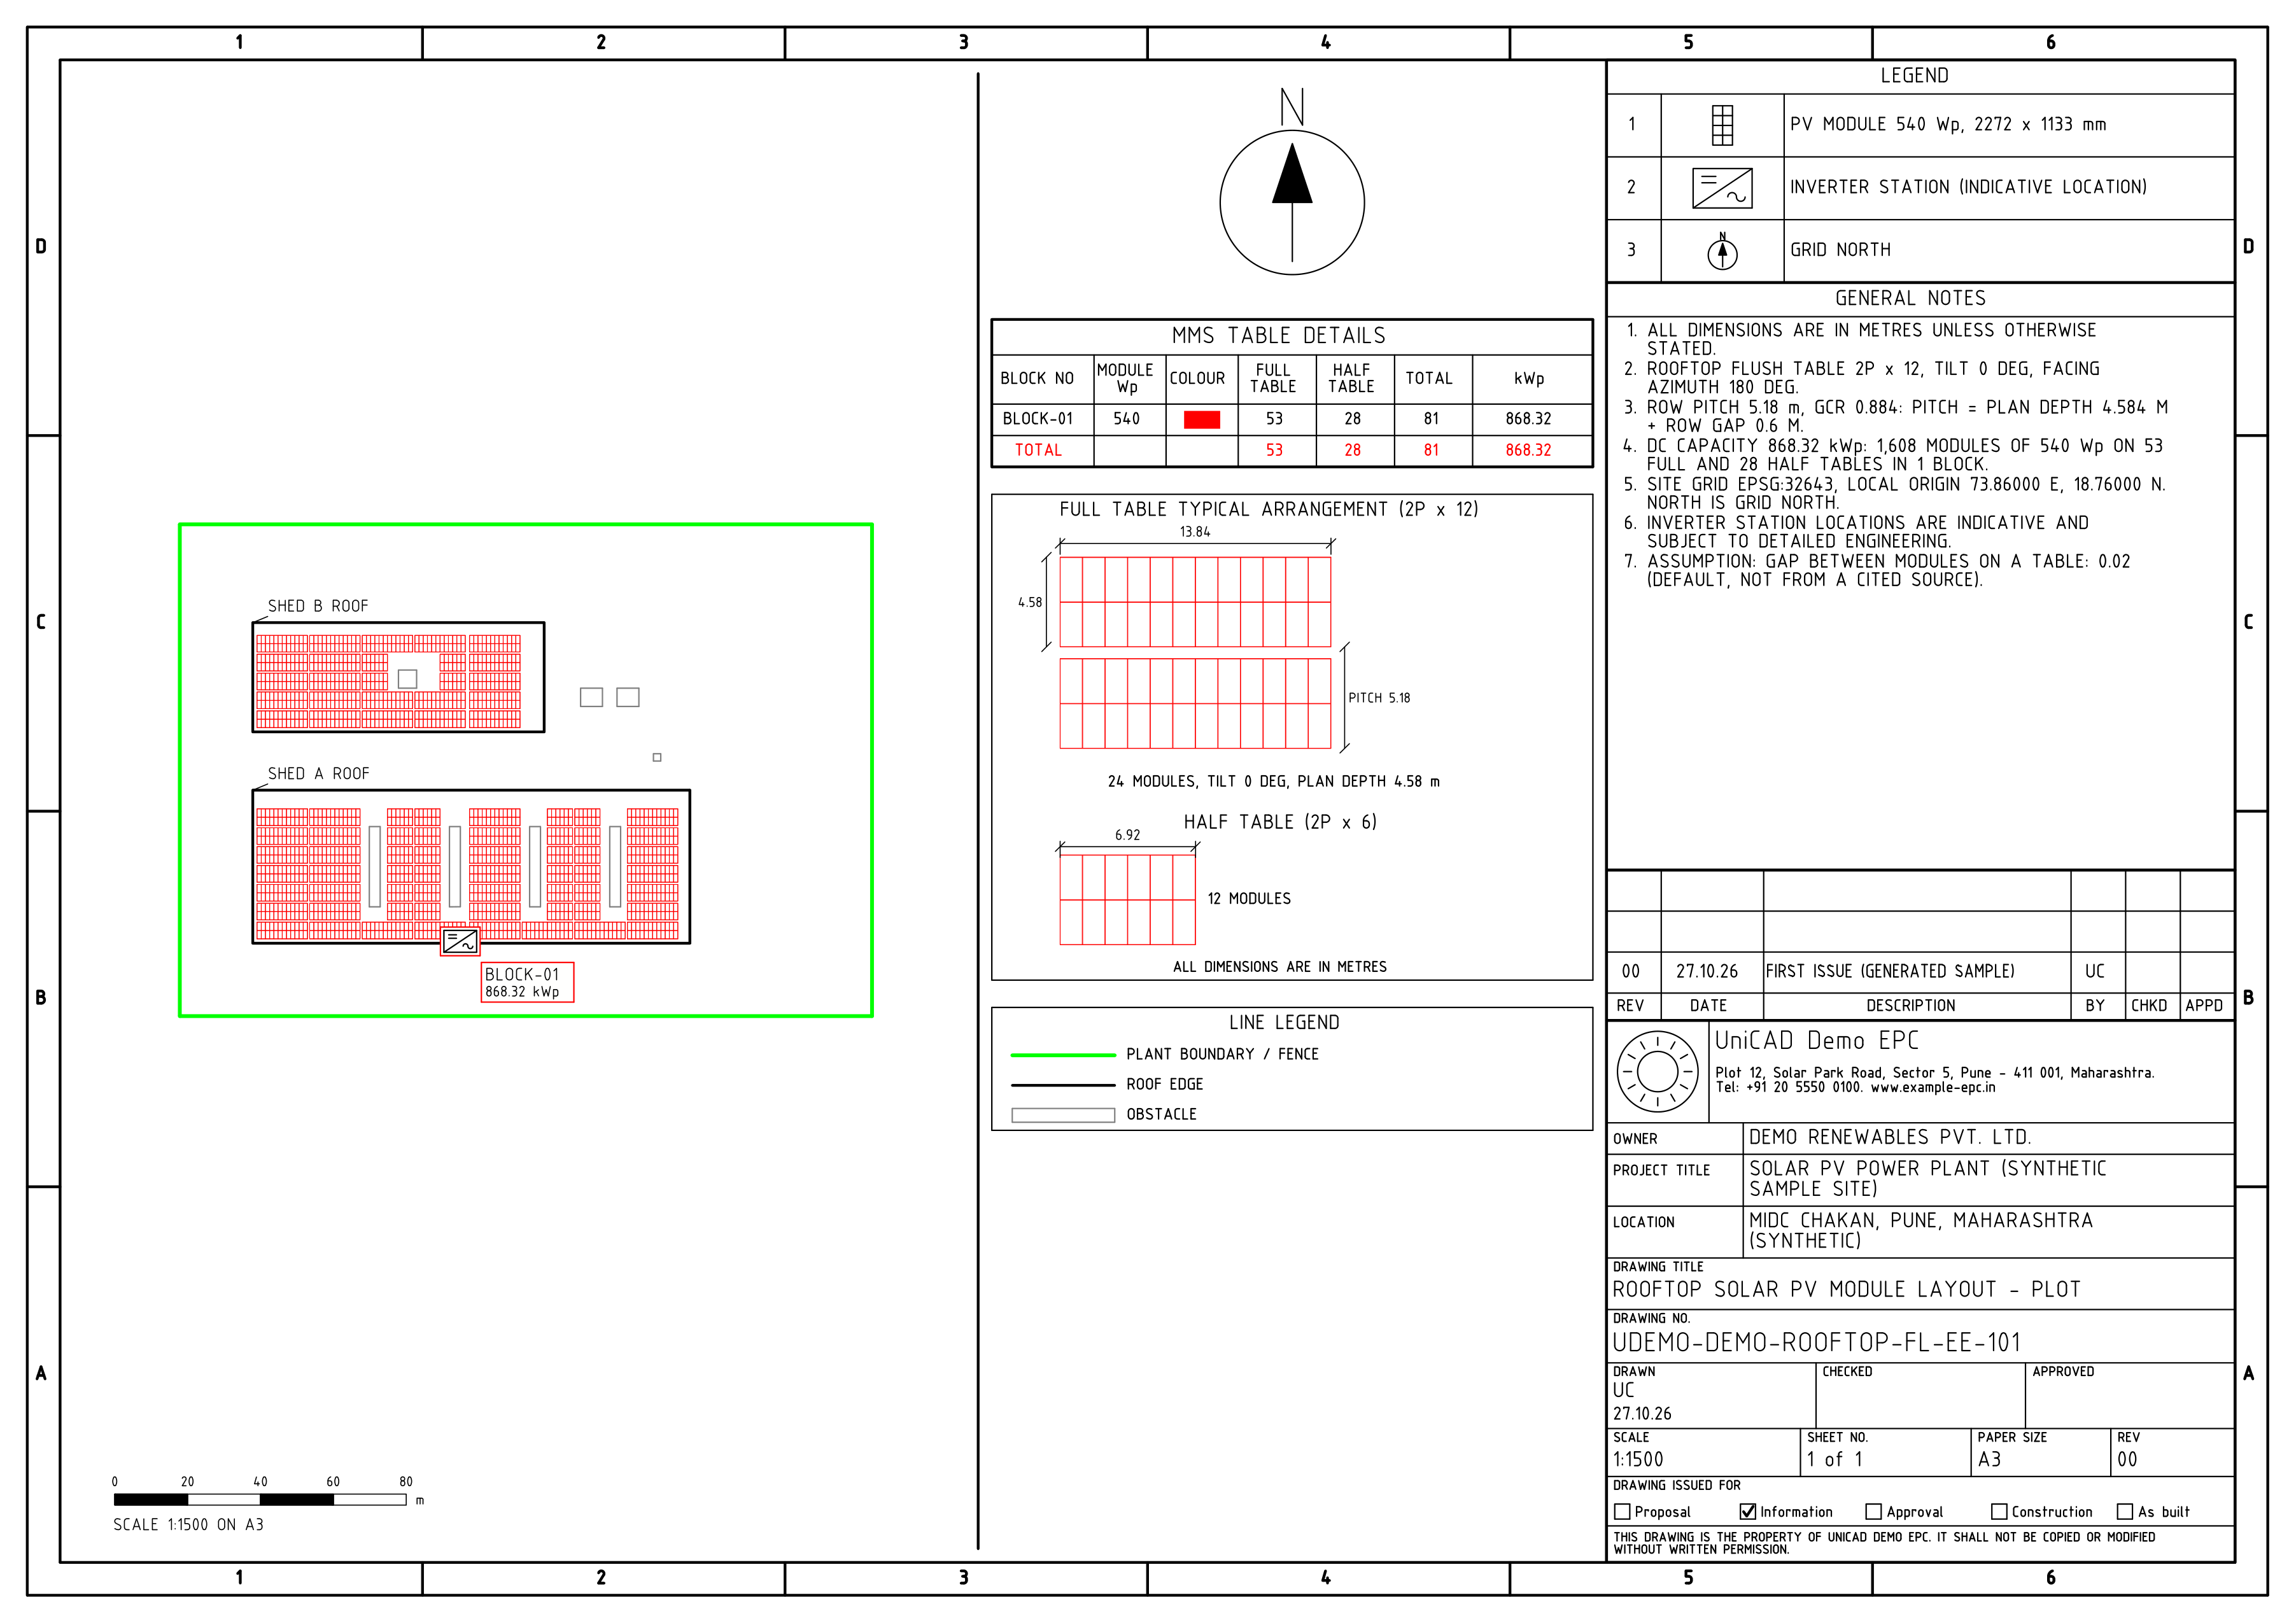 1 2 3 4 5 6
D
C
B
A
SHED B ROOF
SHED A ROOF
BLOCK-01
868.32 kWp
0 20 40 60 80
m
SCALE 1:1500 ON A3
N
MMS TABLE DETAILS
BLOCK NO MODULE Wp COLOUR FULL TABLE HALF TABLE TOTAL kWp
BLOCK-01 540 53 28 81 868.32
TOTAL 53 28 81 868.32
FULL TABLE TYPICAL ARRANGEMENT (2P x 12)
13.84
4.58
PITCH 5.18
24 MODULES, TILT 0 DEG, PLAN DEPTH 4.58 m
HALF TABLE (2P x 6)
6.92
12 MODULES
ALL DIMENSIONS ARE IN METRES
LINE LEGEND
PLANT BOUNDARY / FENCE
ROOF EDGE
OBSTACLE
LEGEND
1 PV MODULE 540 Wp, 2272 x 1133 mm
2 INVERTER STATION (INDICATIVE LOCATION)
3 N GRID NORTH
GENERAL NOTES
1. ALL DIMENSIONS ARE IN METRES UNLESS OTHERWISE
STATED.
2. ROOFTOP FLUSH TABLE 2P x 12, TILT 0 DEG, FACING
AZIMUTH 180 DEG.
3. ROW PITCH 5.18 m, GCR 0.884: PITCH = PLAN DEPTH 4.584 M
+ ROW GAP 0.6 M.
4. DC CAPACITY 868.32 kWp: 1,608 MODULES OF 540 Wp ON 53
FULL AND 28 HALF TABLES IN 1 BLOCK.
5. SITE GRID EPSG:32643, LOCAL ORIGIN 73.86000 E, 18.76000 N.
NORTH IS GRID NORTH.
6. INVERTER STATION LOCATIONS ARE INDICATIVE AND
SUBJECT TO DETAILED ENGINEERING.
7. ASSUMPTION: GAP BETWEEN MODULES ON A TABLE: 0.02
(DEFAULT, NOT FROM A CITED SOURCE).
00 27.10.26 FIRST ISSUE (GENERATED SAMPLE) UC
REV DATE DESCRIPTION BY CHKD APPD
UniCAD Demo EPC
Plot 12, Solar Park Road, Sector 5, Pune - 411 001, Maharashtra.
Tel: +91 20 5550 0100. www.example-epc.in
OWNER DEMO RENEWABLES PVT. LTD.
PROJECT TITLE SOLAR PV POWER PLANT (SYNTHETIC
SAMPLE SITE)
LOCATION MIDC CHAKAN, PUNE, MAHARASHTRA
(SYNTHETIC)
DRAWING TITLE
ROOFTOP SOLAR PV MODULE LAYOUT - PLOT
DRAWING NO.
UDEMO-DEMO-ROOFTOP-FL-EE-101
DRAWN CHECKED APPROVED
UC
27.10.26
SCALE SHEET NO. PAPER SIZE REV
1:1500 1 of 1 A3 00
DRAWING ISSUED FOR
Proposal Information Approval Construction As built
THIS DRAWING IS THE PROPERTY OF UNICAD DEMO EPC. IT SHALL NOT BE COPIED OR MODIFIED
WITHOUT WRITTEN PERMISSION.
D
C
B
A
1 2 3 4 5 6